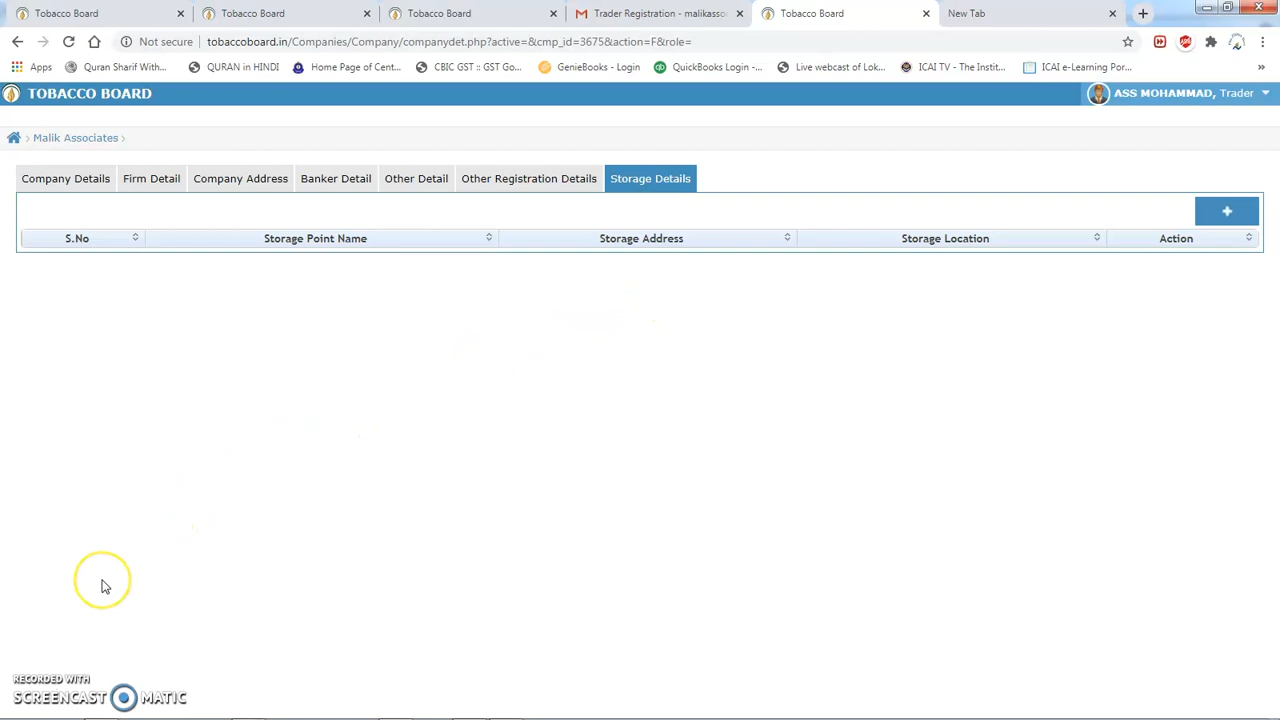 Tobacco Board
Tobacco Board
Tobacco Board
Trader Registration - malikasso
Tobacco Board
New Tab
Not secure
tobaccoboard.in/Companies/Company/companydet.php?active=&cmp_id=3675&action=F&role=
Apps
Quran Sharif With...
QURAN in HINDI
Home Page of Cent...
CBIC GST :: GST Go...
GenieBooks - Login
QuickBooks Login -...
Live webcast of Lok...
ICAI TV - The Instit...
ICAI e-Learning Por...
TOBACCO BOARD
ASS MOHAMMAD, Trader
Malik Associates
Company Details
Firm Detail
Company Address
Banker Detail
Other Detail
Other Registration Details
Storage Details
S.No
Storage Point Name
Storage Address
Storage Location
Action
RECORDED WITH
SCREENCAST MATIC